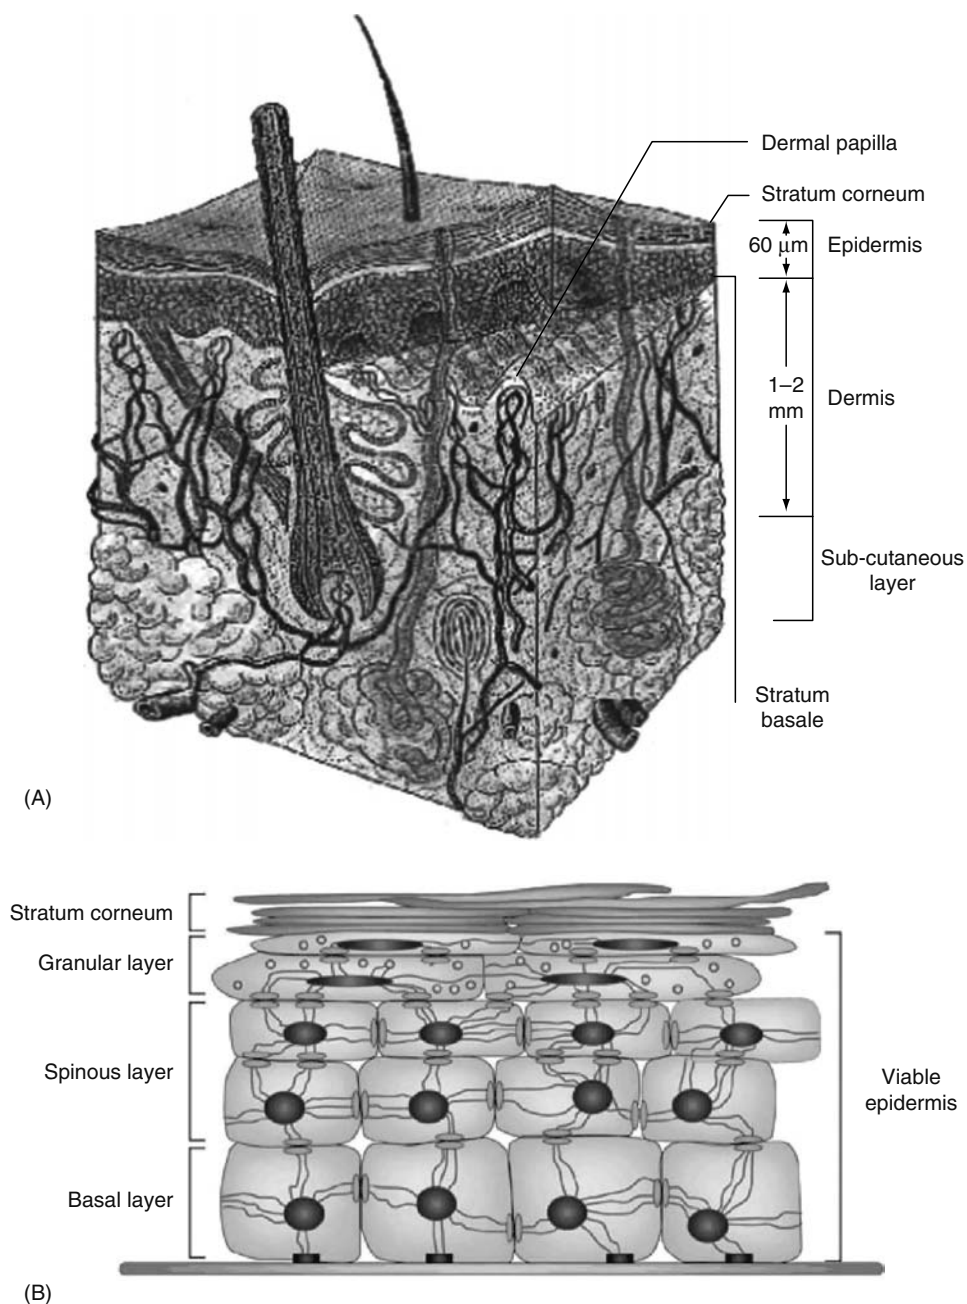 Dermal papilla
Stratum corneum
60 μm
Epidermis
1–2
mm
Dermis
Sub-cutaneous
layer
Stratum
basale
(A)
Stratum corneum
Granular layer
Spinous layer
Viable
epidermis
Basal layer
(B)